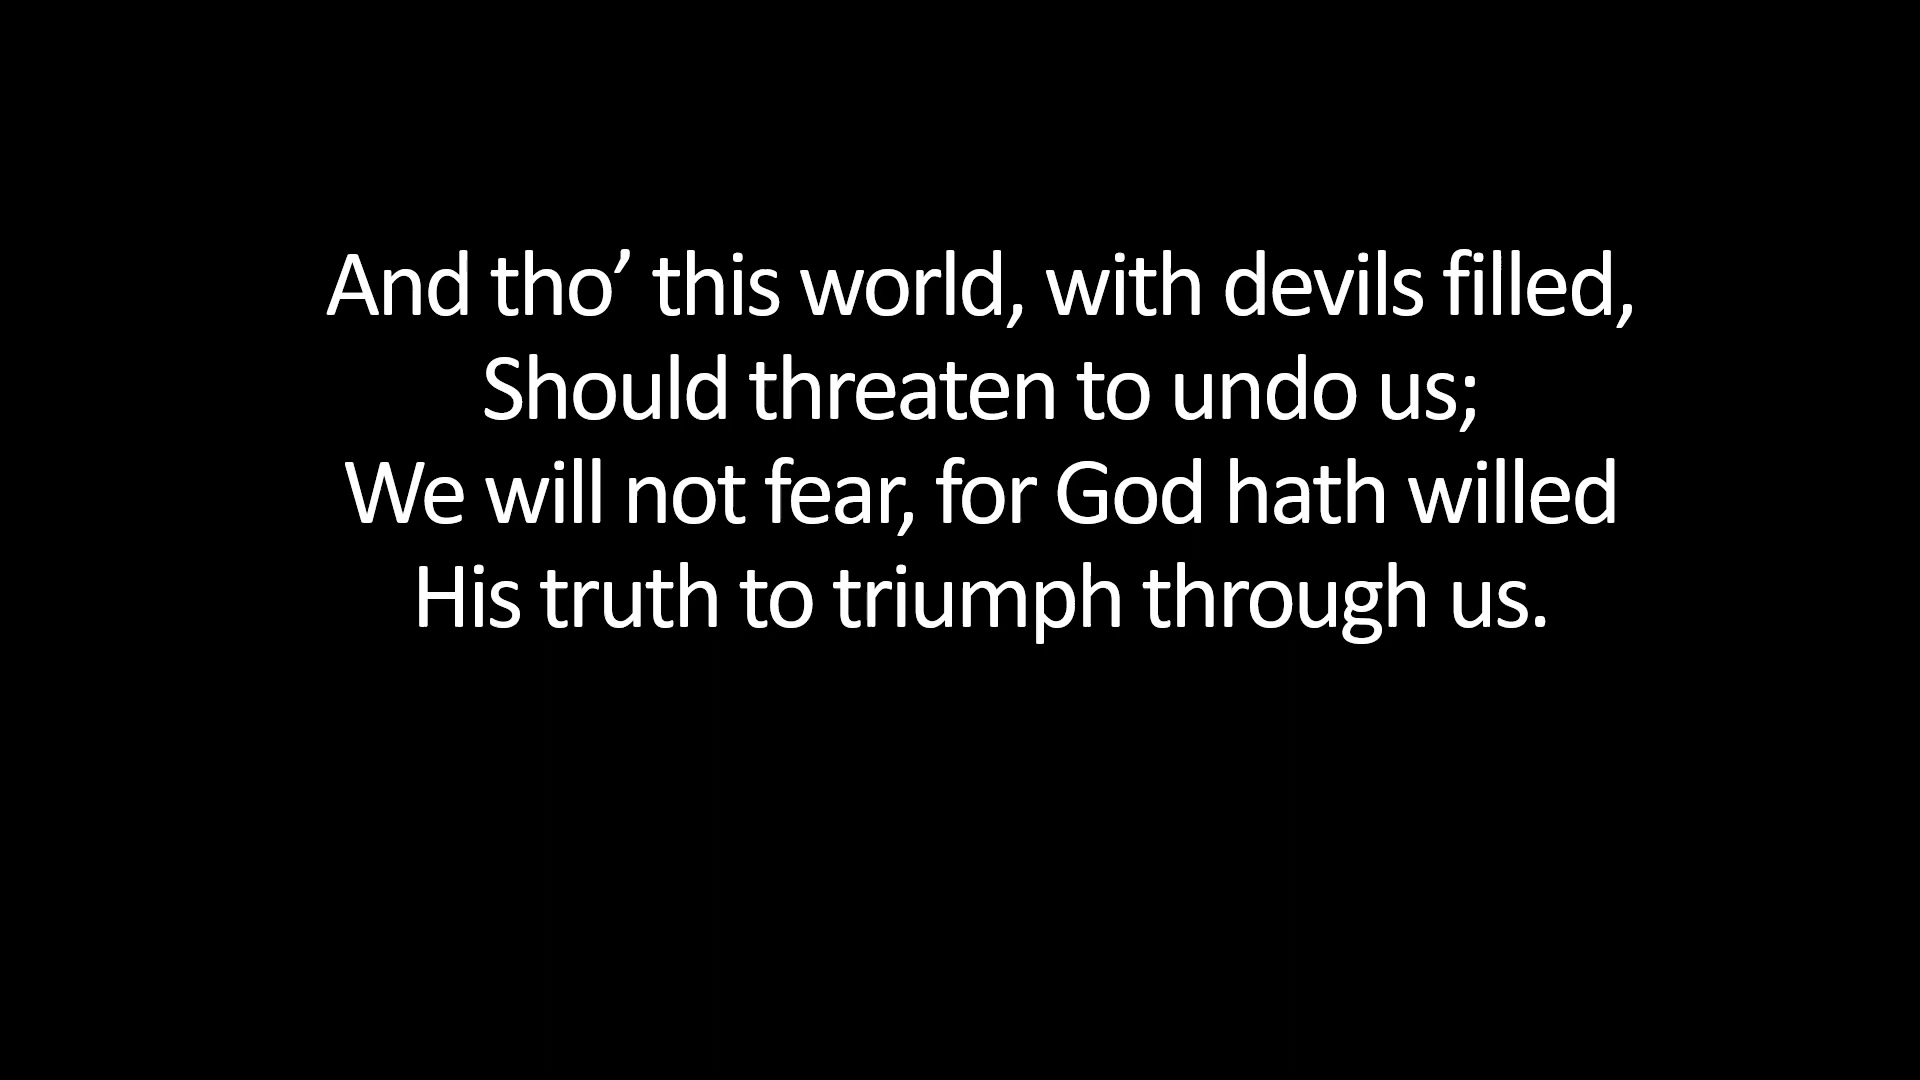 And tho’ this world, with devils filled,
Should threaten to undo us;
We will not fear, for God hath willed
His truth to triumph through us.